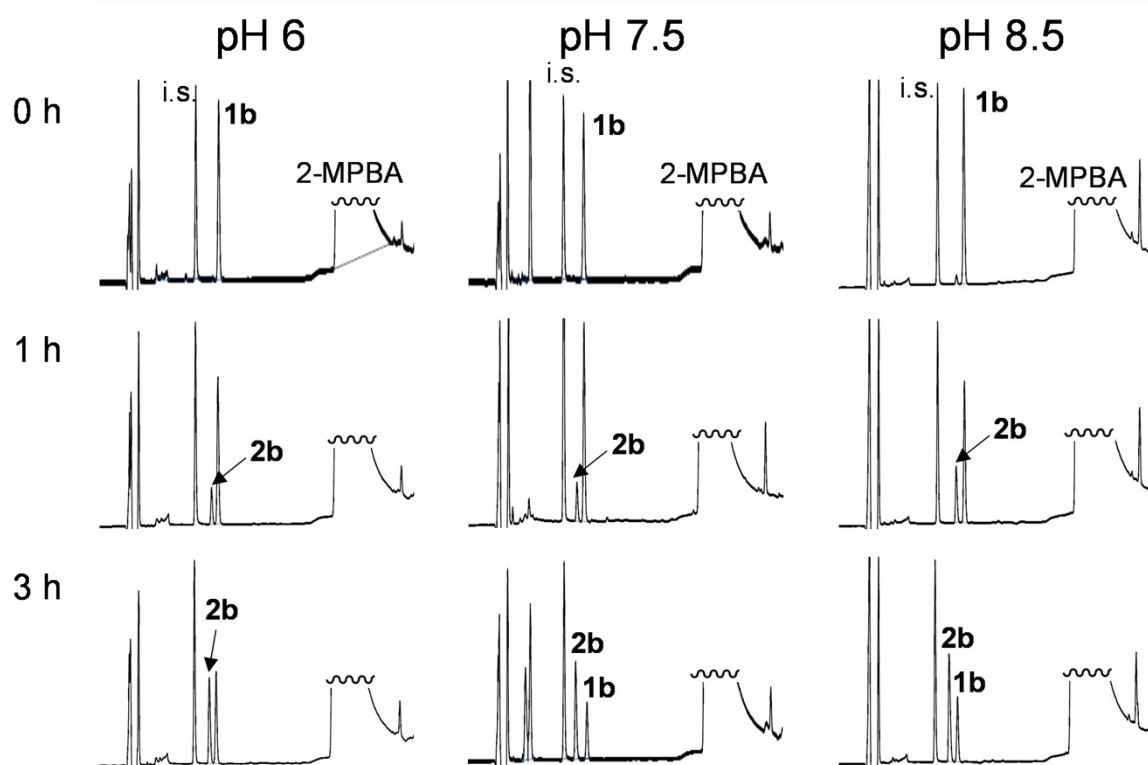 pH 6 pH 7.5 pH 8.5
0 h
i.s. 1b 2-MPBA
i.s. 1b 2-MPBA
i.s. 1b 2-MPBA
1 h
2b
2b
2b
3 h
2b
2b 1b
2b 1b